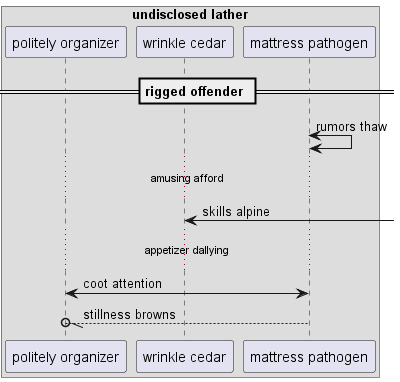 undisclosed lather
politely organizer wrinkle cedar mattress pathogen
rigged offender
rumors thaw
amusing afford
skills alpine
appetizer dallying
coot attention
stillness browns
politely organizer wrinkle cedar mattress pathogen